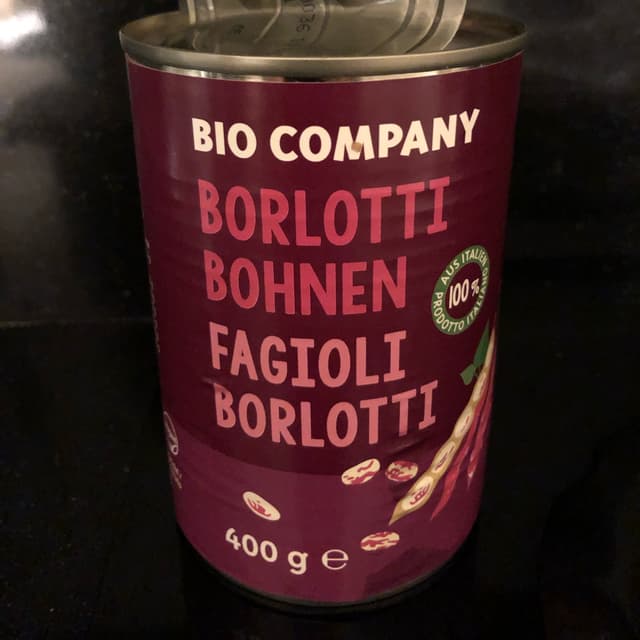 BIO COMPANY
BORLOTTI
BOHNEN
FAGIOLI
BORLOTTI
AUS ITALIEN
100%
PRODOTTO ITALIANO
400 g ℮